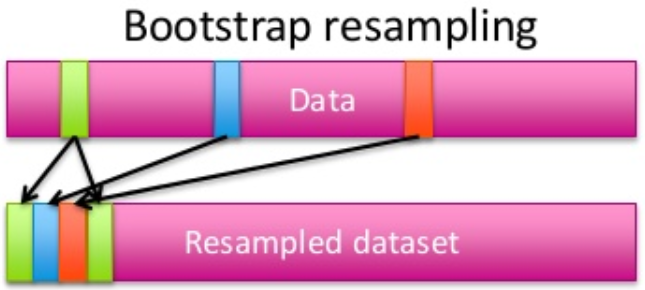 Bootstrap resampling
Data
Resampled dataset